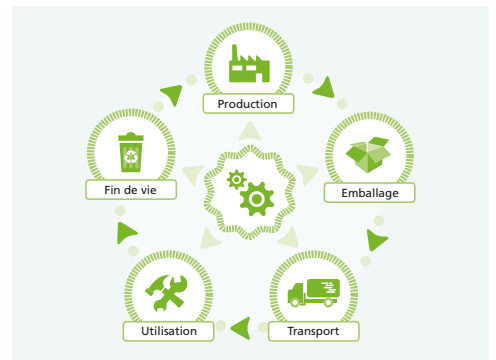 Production
Emballage
Transport
Utilisation
Fin de vie